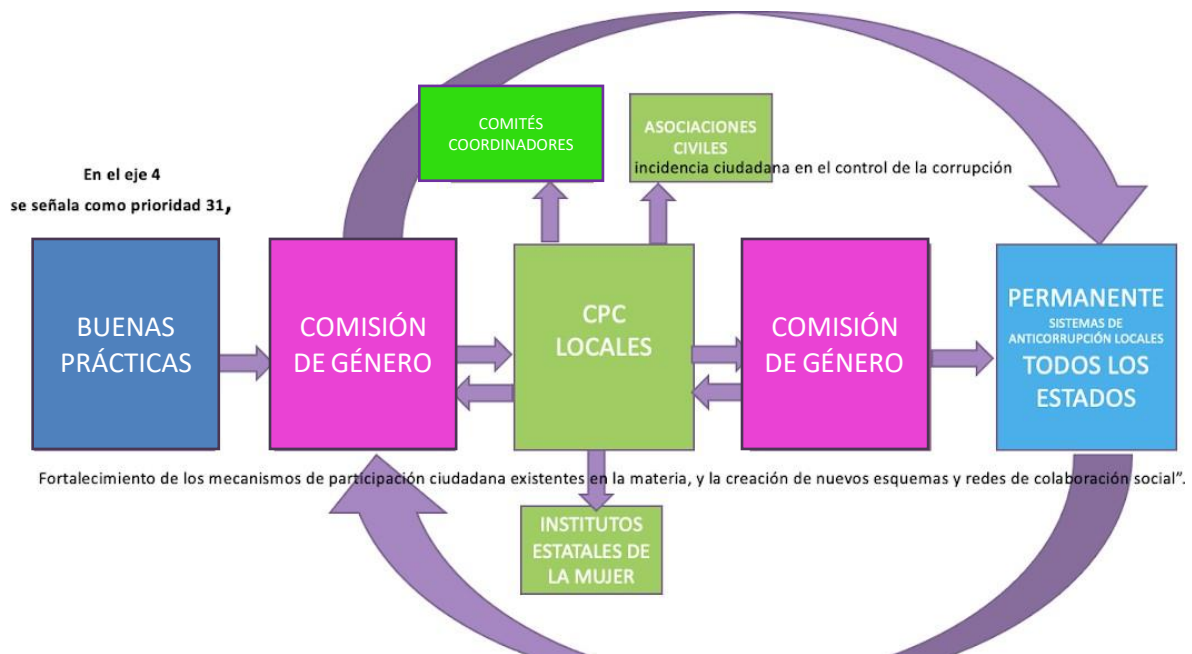 COMITÉS
COORDINADORES
ASOCIACIONES
CIVILES
incidencia ciudadana en el control de la corrupción
En el eje 4
se señala como prioridad 31,
BUENAS
PRÁCTICAS
COMISIÓN
DE GÉNERO
CPC
LOCALES
COMISIÓN
DE GÉNERO
PERMANENTE
SISTEMAS DE
ANTICORRUPCIÓN LOCALES
TODOS LOS
ESTADOS
Fortalecimiento de los mecanismos de participación ciudadana existentes en la materia, y la creación de nuevos esquemas y redes de colaboración social”.
INSTITUTOS
ESTATALES DE
LA MUJER